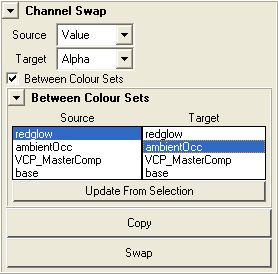 Channel Swap
Source Value
Target Alpha
Between Colour Sets
Between Colour Sets
Source Target
redglow redglow
ambientOcc ambientOcc
VCP_MasterComp VCP_MasterComp
base base
Update From Selection
Copy
Swap